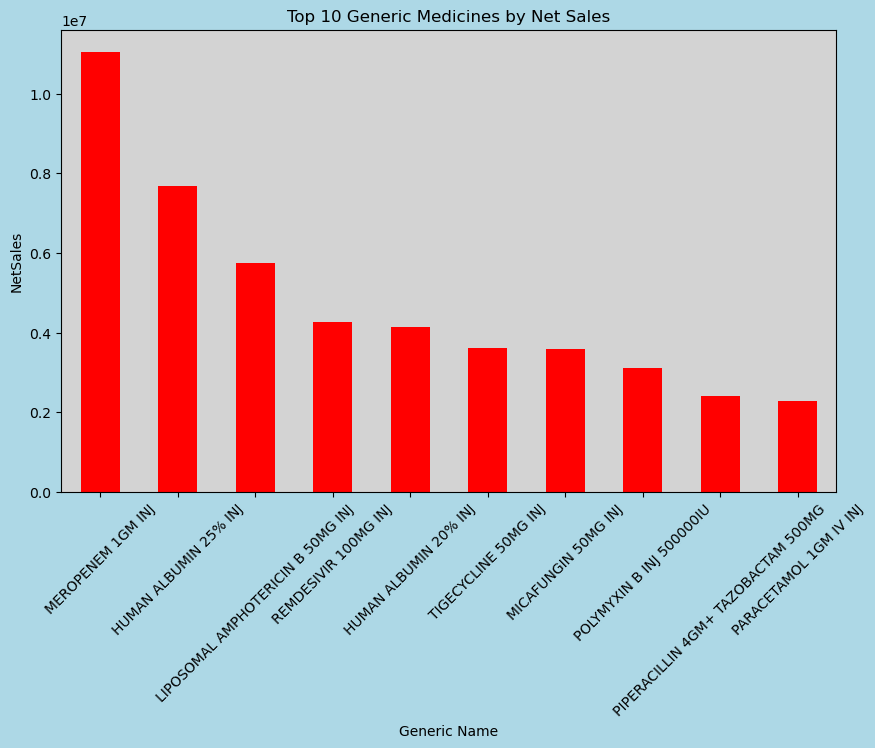 Top 10 Generic Medicines by Net Sales
1e7
1.0
0.8
0.6
0.4
0.2
0.0
NetSales
MEROPENEM 1GM INJ
HUMAN ALBUMIN 25% INJ
LIPOSOMAL AMPHOTERICIN B 50MG INJ
REMDESIVIR 100MG INJ
HUMAN ALBUMIN 20% INJ
TIGECYCLINE 50MG INJ
MICAFUNGIN 50MG INJ
POLYMYXIN B INJ 500000IU
PIPERACILLIN 4GM+ TAZOBACTAM 500MG
PARACETAMOL 1GM IV INJ
Generic Name